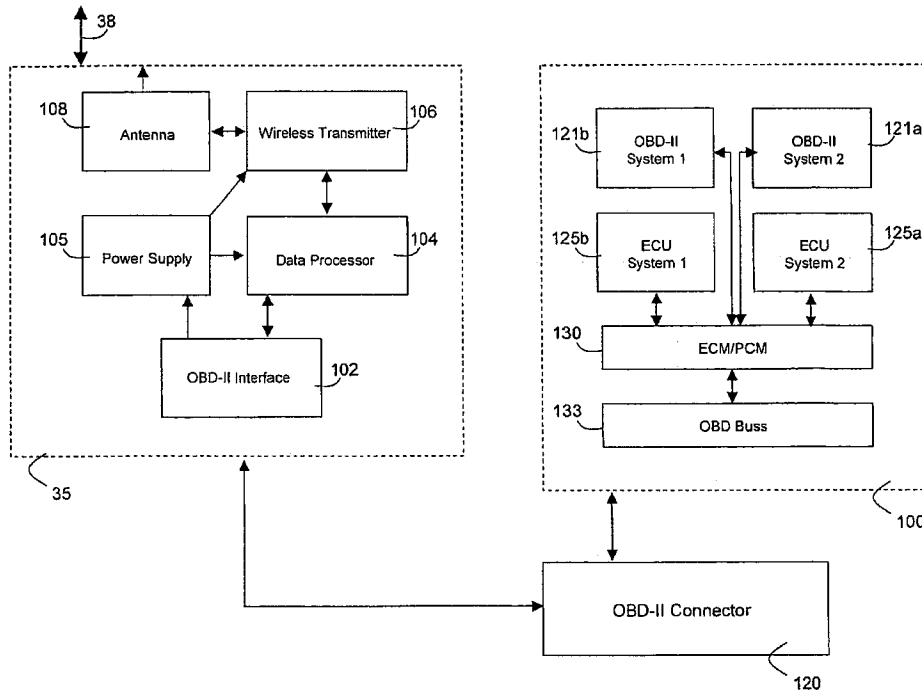 38
108
Antenna
Wireless Transmitter
106
105
Power Supply
Data Processor
104
OBD-II Interface
102
35
121b
OBD-II
System 1
OBD-II
System 2
121a
125b
ECU
System 1
ECU
System 2
125a
130
ECM/PCM
133
OBD Buss
100
OBD-II Connector
120